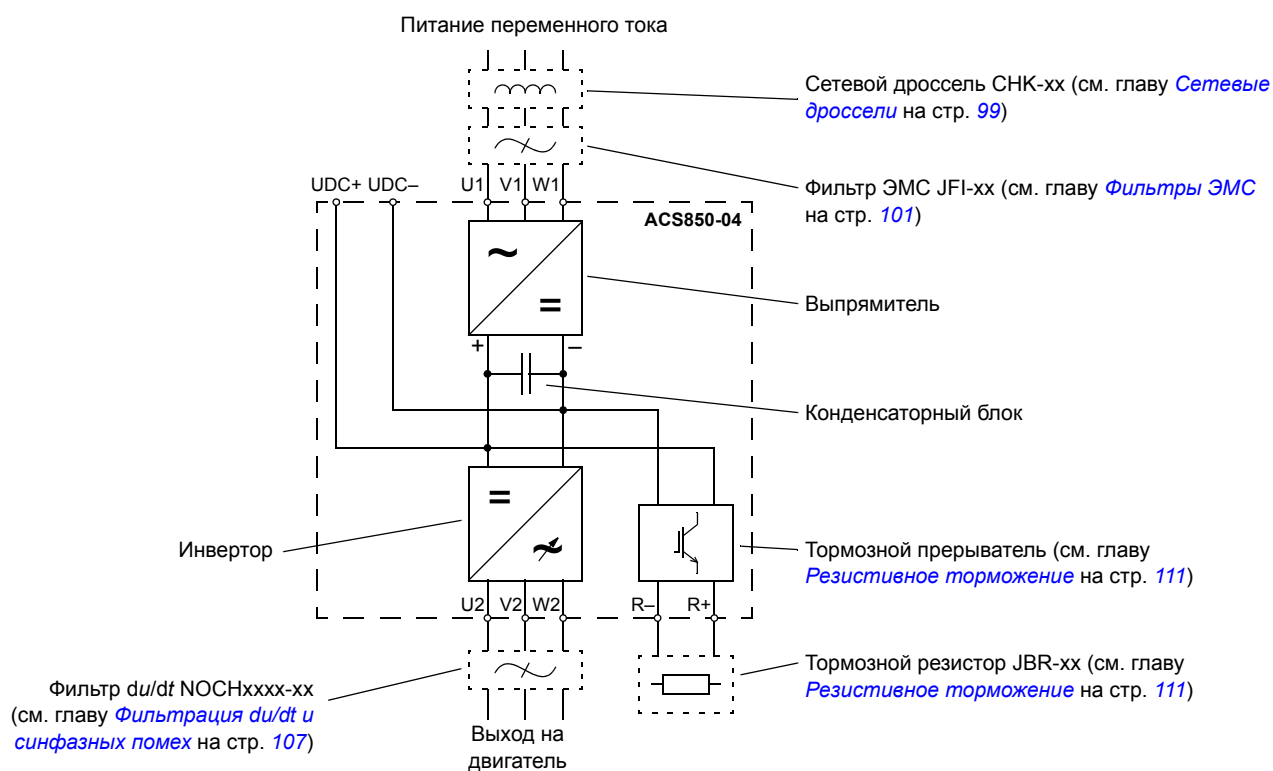 Питание переменного тока
Сетевой дроссель CHK-xx (см. главу Сетевые
дроссели на стр. 99)
Фильтр ЭМС JFI-xx (см. главу Фильтры ЭМС
на стр. 101)
UDC+ UDC– U1 V1 W1
ACS850-04
~
=
Выпрямитель
+ –
Конденсаторный блок
=
~
Инвертор
Тормозной прерыватель (см. главу
Резистивное торможение на стр. 111)
U2 V2 W2 R– R+
Тормозной резистор JBR-xx (см. главу
Резистивное торможение на стр. 111)
Фильтр du/dt NOCHxxxx-xx
(см. главу Фильтрация du/dt и
синфазных помех на стр. 107)
Выход на
двигатель